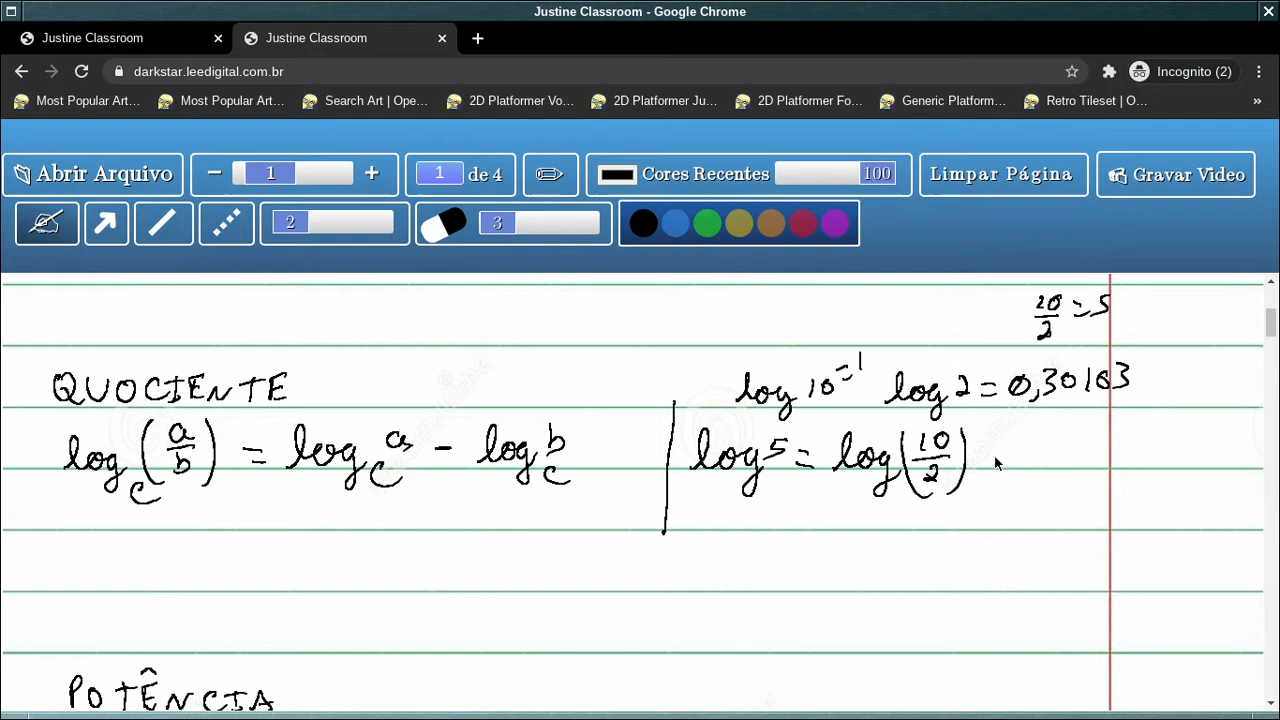 Justine Classroom - Google Chrome
Justine Classroom
Justine Classroom
darkstar.leedigital.com.br
Incognito (2)
Most Popular Art…
Most Popular Art…
Search Art | Ope…
2D Platformer Vo…
2D Platformer Ju…
2D Platformer Fo…
Generic Platform…
Retro Tileset | O…
Abrir Arquivo
− 1 +
1 de 4
Cores Recentes 100
Limpar Página
Gravar Video
2
3
10/2 = 5
QUOCIENTE
log 10 = 1 log 2 = 0,30103
log_c (a/b) = log_c a − log_c b
log 5 = log (10/2)
POTÊNCIA